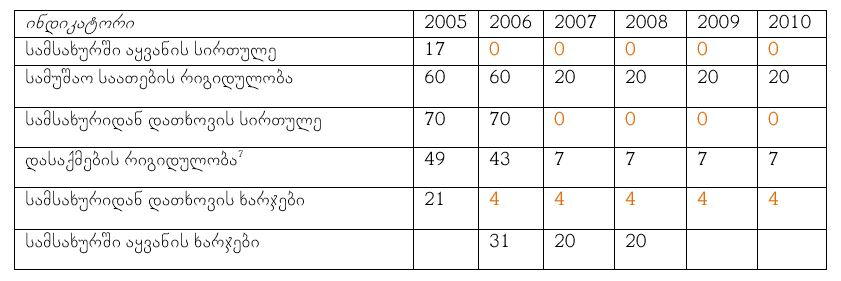 ინდიკატორი 2005 2006 2007 2008 2009 2010
სამსახურში აყვანის სირთულე 17 0 0 0 0 0
სამუშაო საათების რიგიდულობა 60 60 20 20 20 20
სამსახურიდან დათხოვის სირთულე 70 70 0 0 0 0
დასაქმების რიგიდულობა⁷ 49 43 7 7 7 7
სამსახურიდან დათხოვის ხარჯები 21 4 4 4 4 4
სამსახურში აყვანის ხარჯები 31 20 20